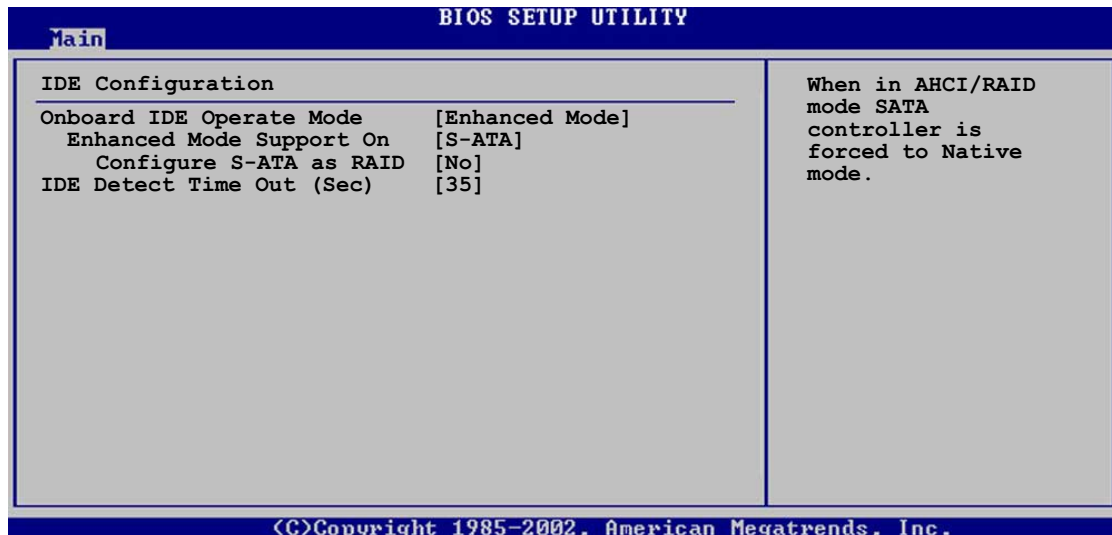 BIOS SETUP UTILITY
Main
IDE Configuration
Onboard IDE Operate Mode [Enhanced Mode]
Enhanced Mode Support On [S-ATA]
Configure S-ATA as RAID [No]
IDE Detect Time Out (Sec) [35]
When in AHCI/RAID
mode SATA
controller is
forced to Native
mode.
(C)Copyright 1985-2002, American Megatrends, Inc.